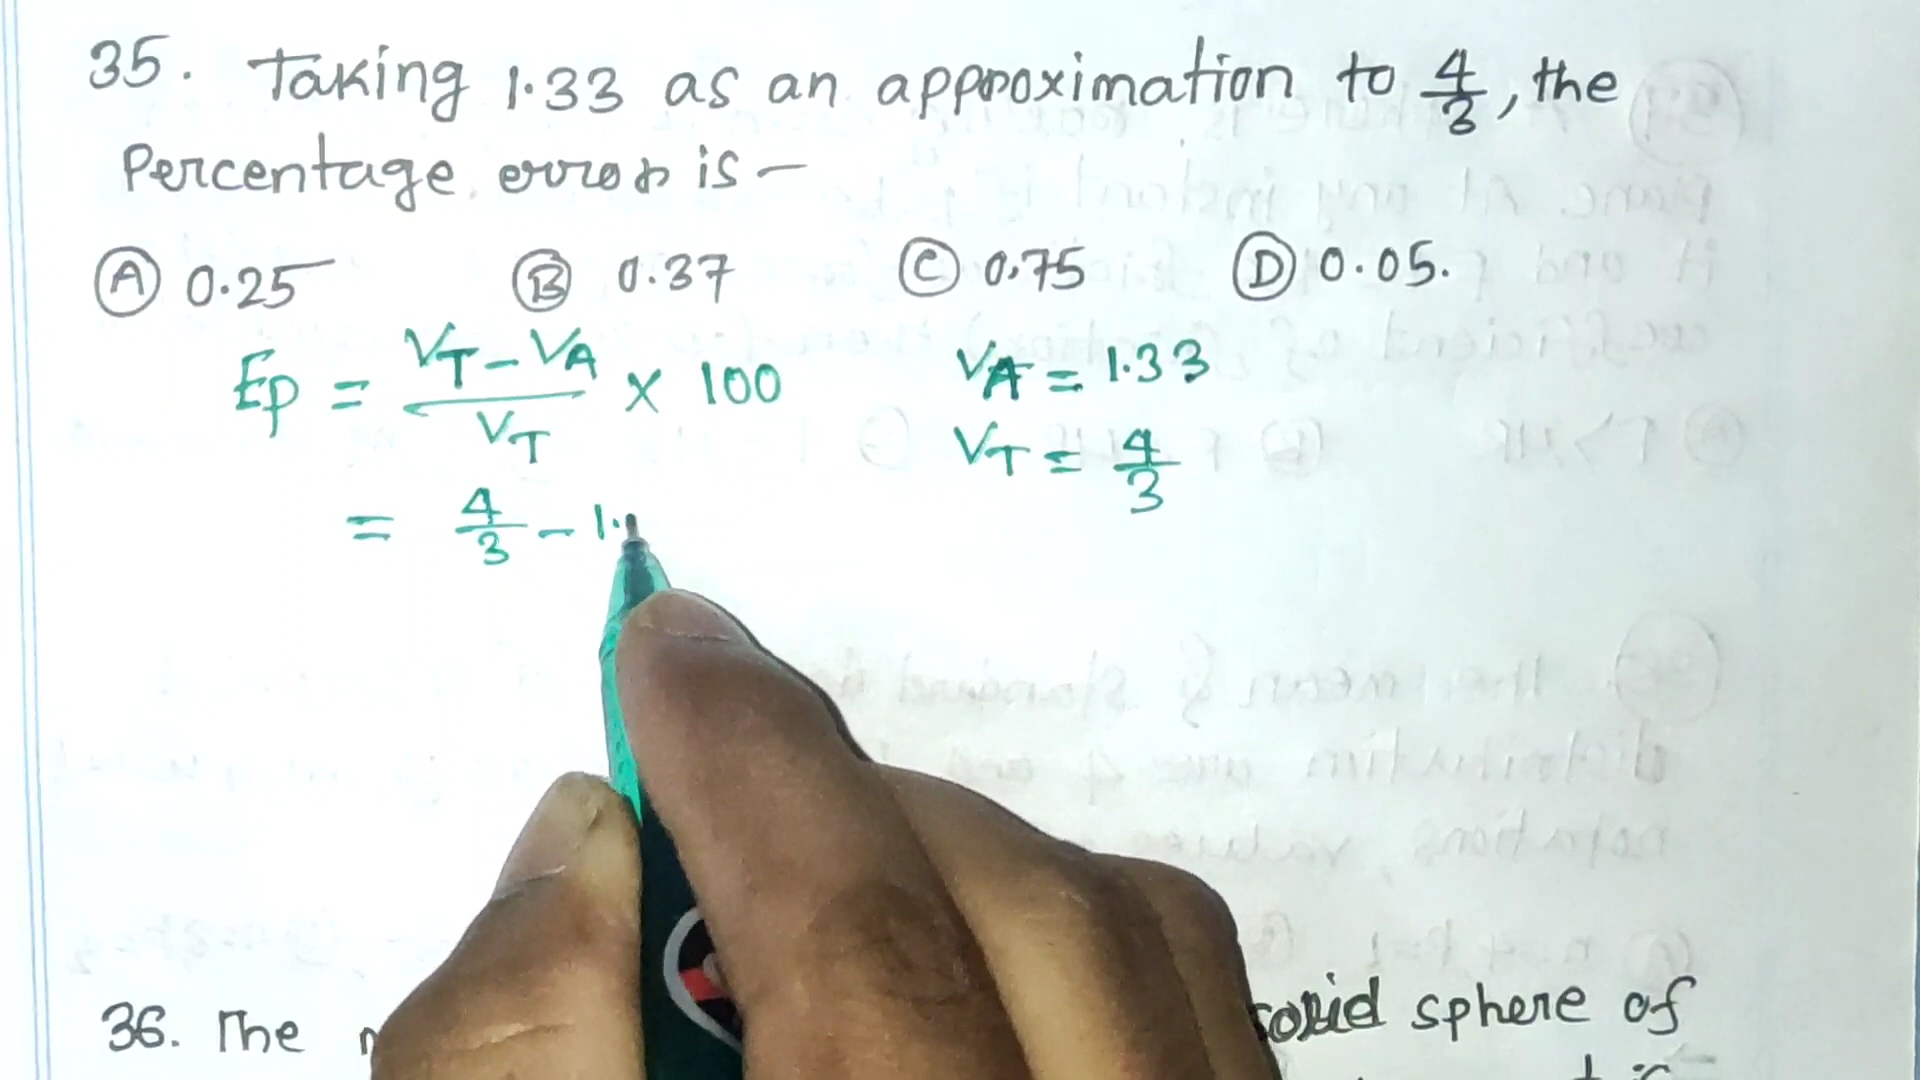 35. Taking 1.33 as an approximation to 4/3, the
Percentage error is –
(A) 0.25 (B) 0.37 (C) 0.75 (D) 0.05.
Ep = (VT – VA)/VT × 100
VA = 1.33
VT = 4/3
= 4/3 – 1.
36. The solid sphere of